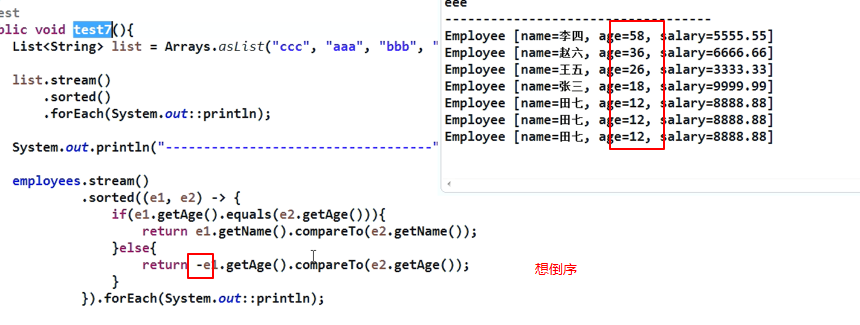 est
blic void test7(){
List<String> list = Arrays.asList("ccc", "aaa", "bbb", "
list.stream()
.sorted()
.forEach(System.out::println);
System.out.println("-----------------------------------"
employees.stream()
.sorted((e1, e2) -> {
if(e1.getAge().equals(e2.getAge())){
return e1.getName().compareTo(e2.getName());
}else{
return -e1.getAge().compareTo(e2.getAge());
}
}).forEach(System.out::println);
eee
-----------------------------------
Employee [name=李四, age=58, salary=5555.55]
Employee [name=赵六, age=36, salary=6666.66]
Employee [name=王五, age=26, salary=3333.33]
Employee [name=张三, age=18, salary=9999.99]
Employee [name=田七, age=12, salary=8888.88]
Employee [name=田七, age=12, salary=8888.88]
Employee [name=田七, age=12, salary=8888.88]
想倒序